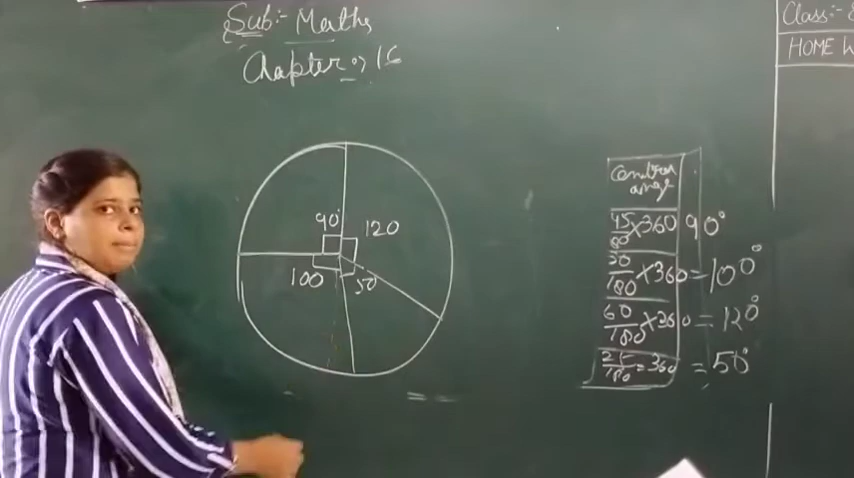 Sub:- Maths
Chapter :- 16
Class:-
HOME W
90°
120
100
50
Central
angle
45/180 x 360 90°
50/180 x 360 = 100°
60/180 x 360 = 120°
25/180 = 360 = 50°